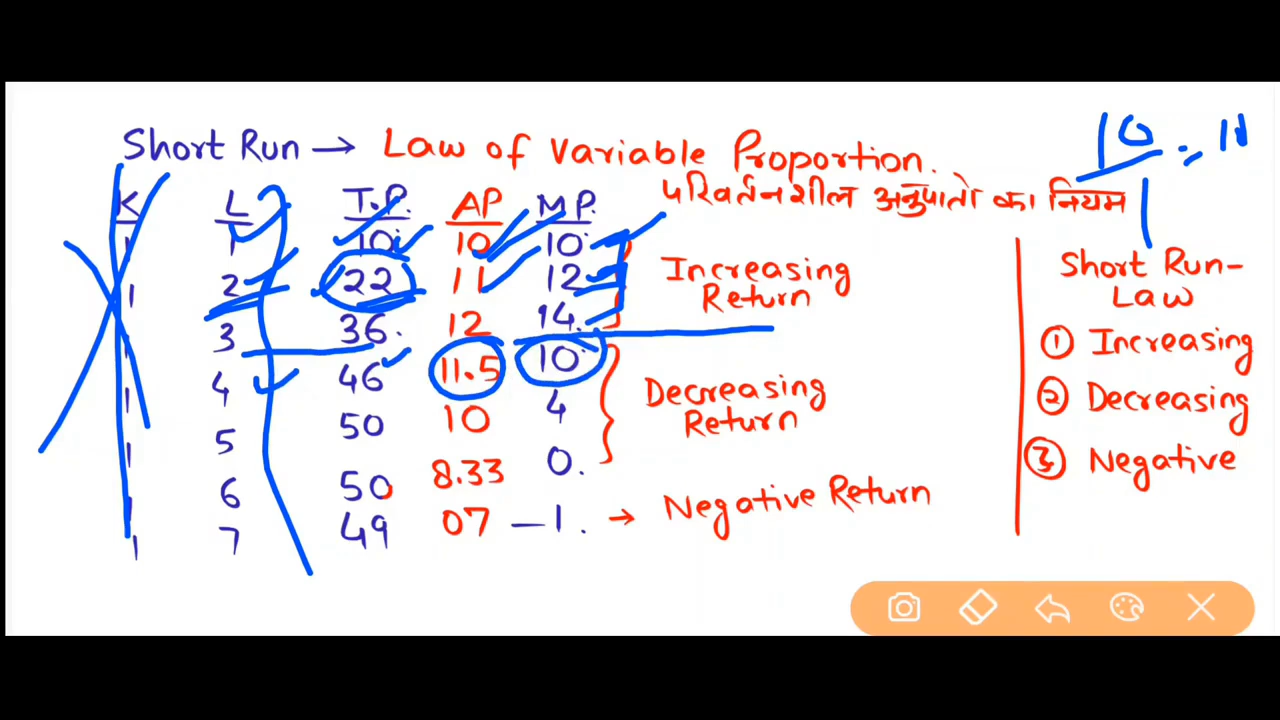 Short Run → Law of Variable Proportion.
परिवर्तनशील अनुपातो का नियम
K L T.P. AP M.P.
1 1 10 10 10
1 2 22 11 12
3 36. 12 14.
Increasing Return
1 4 46 11.5 10
1 5 50 10 4
Decreasing Return
1 6 50 8.33 0.
1 7 49 07 —1. → Negative Return
10
1
Short Run-
Law
① Increasing
② Decreasing
③ Negative